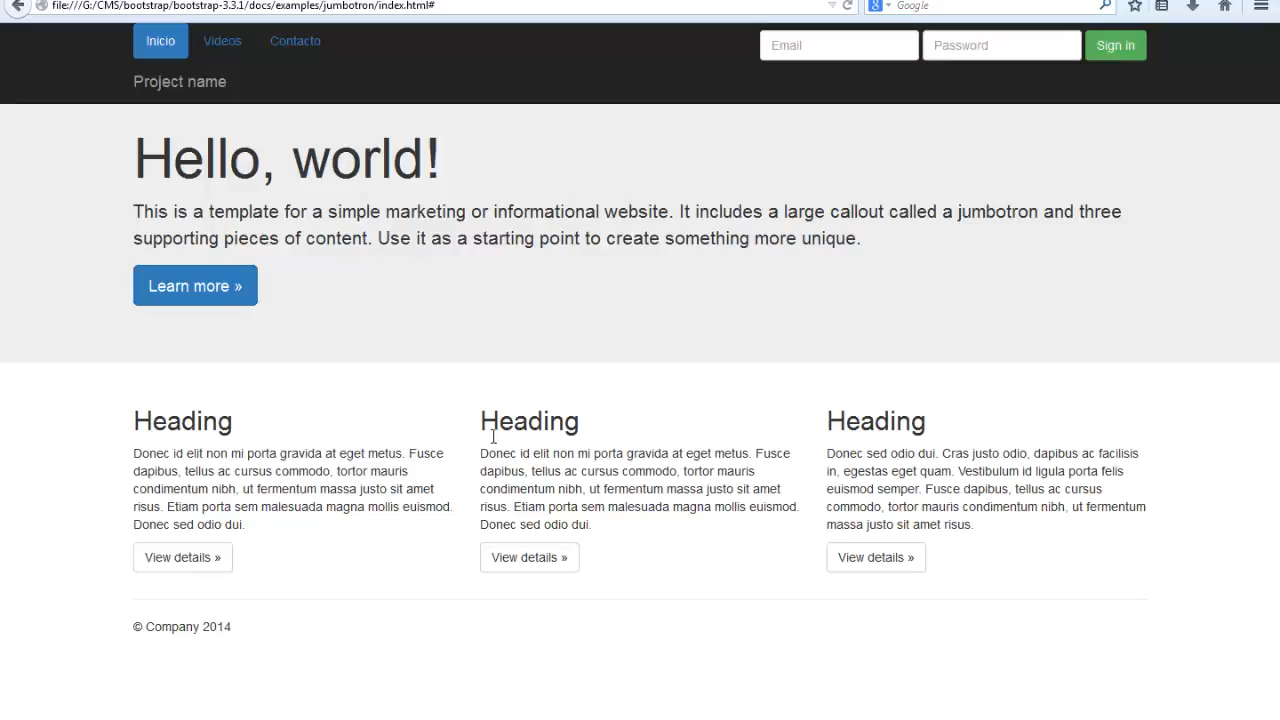 file:///G:/CMS/bootstrap/bootstrap-3.3.1/docs/examples/jumbotron/index.html#
Google
Inicio Videos Contacto
Email Password Sign in
Project name
Hello, world!
This is a template for a simple marketing or informational website. It includes a large callout called a jumbotron and three
supporting pieces of content. Use it as a starting point to create something more unique.
Learn more »
Heading
Donec id elit non mi porta gravida at eget metus. Fusce
dapibus, tellus ac cursus commodo, tortor mauris
condimentum nibh, ut fermentum massa justo sit amet
risus. Etiam porta sem malesuada magna mollis euismod.
Donec sed odio dui.
View details »
Heading
Donec id elit non mi porta gravida at eget metus. Fusce
dapibus, tellus ac cursus commodo, tortor mauris
condimentum nibh, ut fermentum massa justo sit amet
risus. Etiam porta sem malesuada magna mollis euismod.
Donec sed odio dui.
View details »
Heading
Donec sed odio dui. Cras justo odio, dapibus ac facilisis
in, egestas eget quam. Vestibulum id ligula porta felis
euismod semper. Fusce dapibus, tellus ac cursus
commodo, tortor mauris condimentum nibh, ut fermentum
massa justo sit amet risus.
View details »
© Company 2014